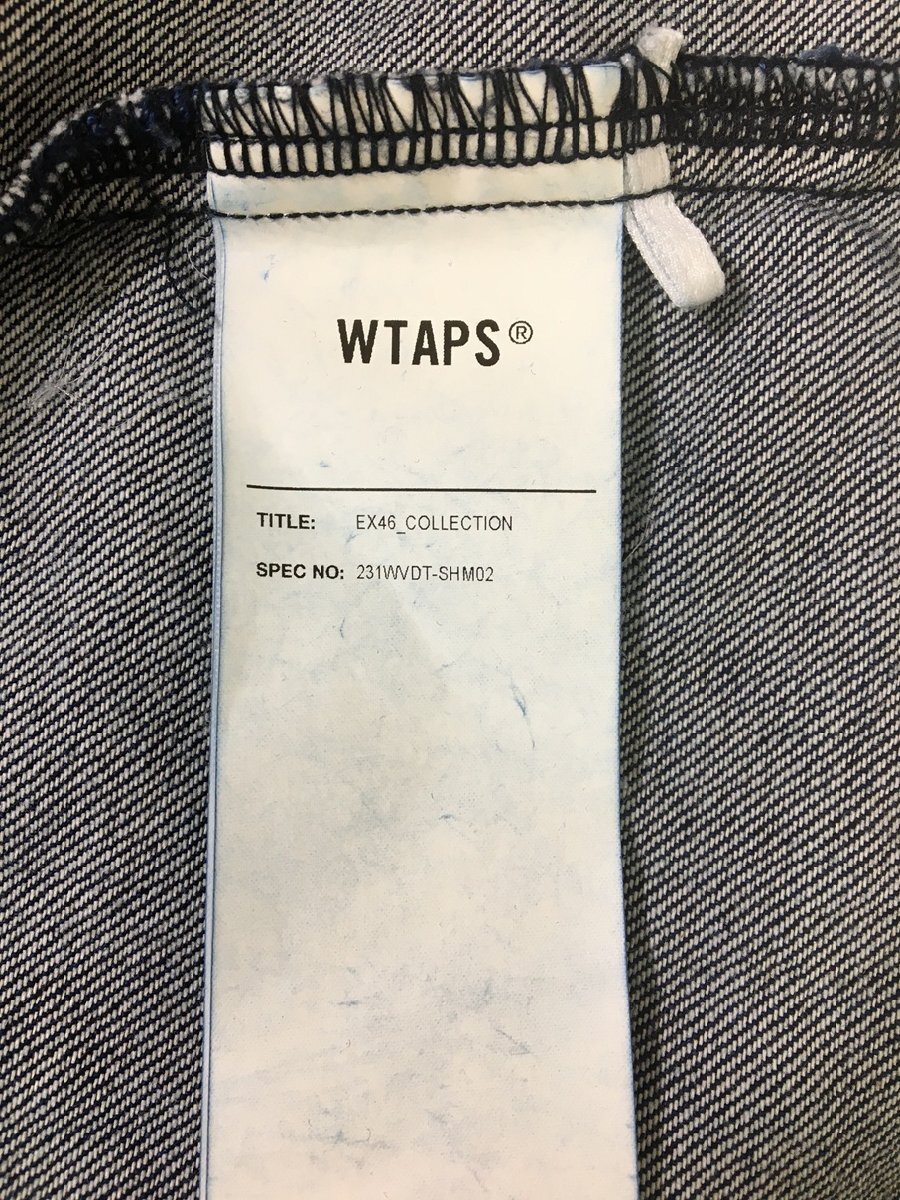 WTAPS®
TITLE: EX46_COLLECTION
SPEC NO: 231WVDT-SHM02